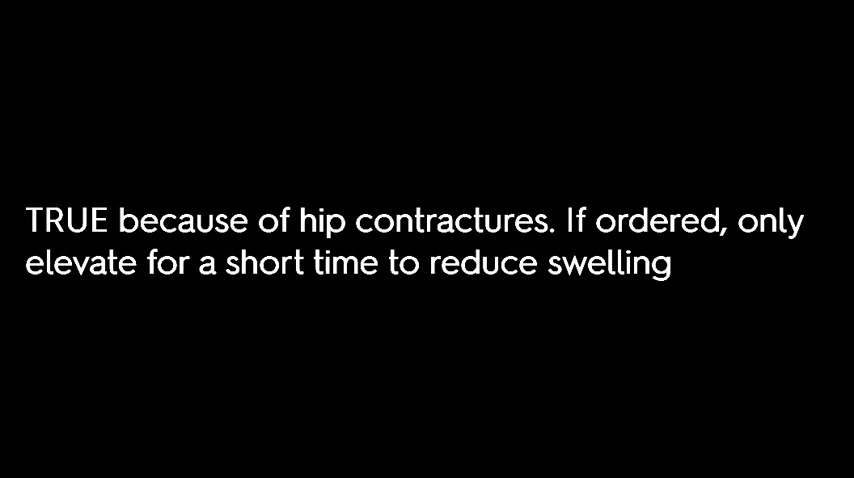 TRUE because of hip contractures. If ordered, only
elevate for a short time to reduce swelling